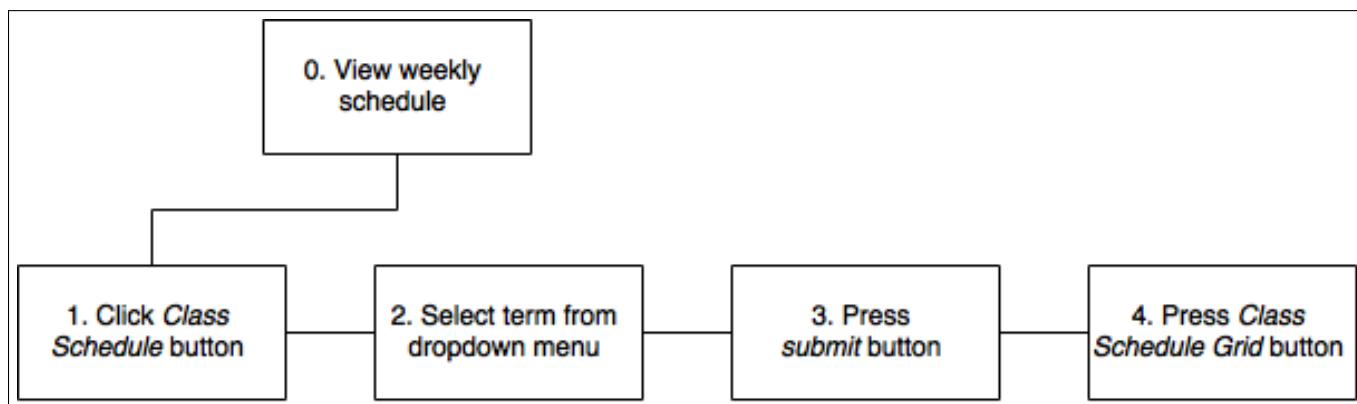 0. View weekly
schedule
1. Click Class
Schedule button
2. Select term from
dropdown menu
3. Press
submit button
4. Press Class
Schedule Grid button